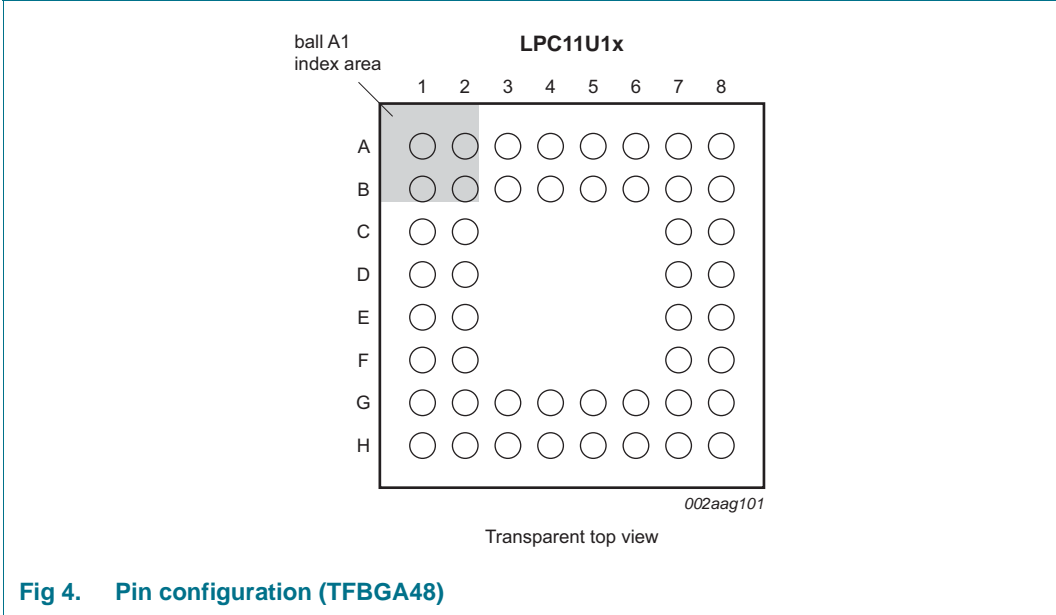 ball A1
index area
LPC11U1x
1 2 3 4 5 6 7 8
A
B
C
D
E
F
G
H
002aag101
Transparent top view
Fig 4. Pin configuration (TFBGA48)